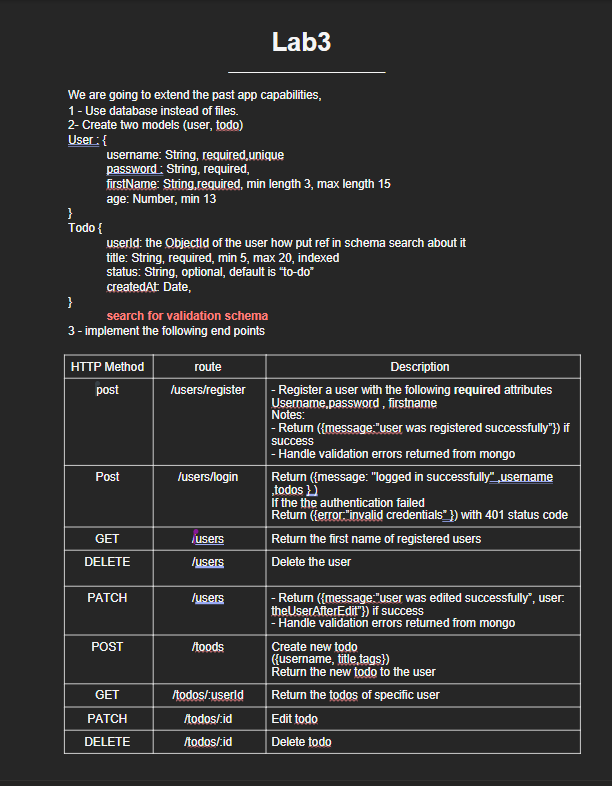 Lab3
We are going to extend the past app capabilities,
1 - Use database instead of files.
2- Create two models (user, todo)
User : {
username: String, required,unique
password : String, required,
firstName: String,required, min length 3, max length 15
age: Number, min 13
}
Todo {
userId: the ObjectId of the user how put ref in schema search about it
title: String, required, min 5, max 20, indexed
status: String, optional, default is “to-do”
createdAt: Date,
}
search for validation schema
3 - implement the following end points
HTTP Method route Description
post /users/register - Register a user with the following required attributes
Username,password , firstname
Notes:
- Return ({message:”user was registered successfully”}) if
success
- Handle validation errors returned from mongo
Post /users/login Return ({message: "logged in successfully" ,username
,todos } )
If the the authentication failed
Return ({error:”invalid credentials” }) with 401 status code
GET /users Return the first name of registered users
DELETE /users Delete the user
PATCH /users - Return ({message:”user was edited successfully”, user:
theUserAfterEdit”}) if success
- Handle validation errors returned from mongo
POST /toods Create new todo
({username, title,tags})
Return the new todo to the user
GET /todos/:userId Return the todos of specific user
PATCH /todos/:id Edit todo
DELETE /todos/:id Delete todo